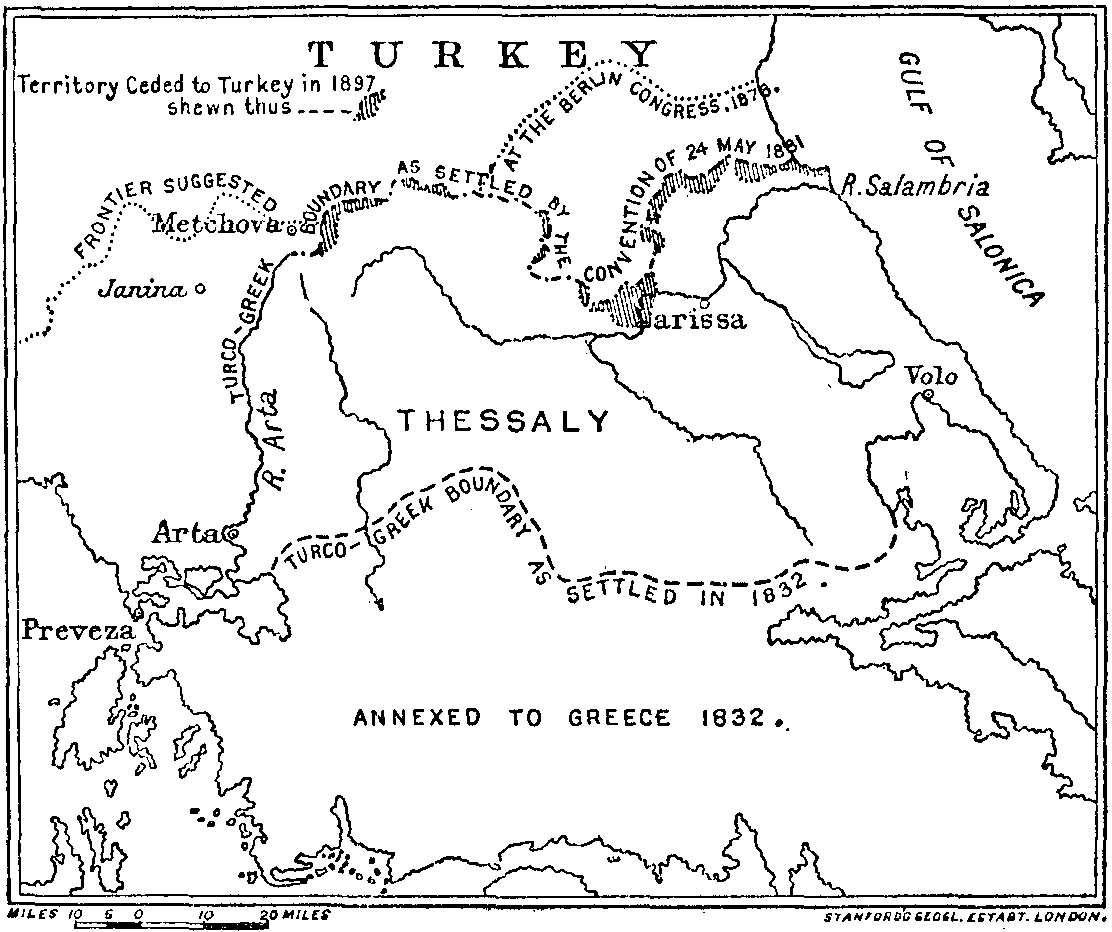 TURKEY
Territory Ceded to Turkey in 1897
shewn thus
FRONTIER SUGGESTED AT THE BERLIN CONGRESS, 1878.
GULF OF SALONICA
TURCO-GREEK BOUNDARY AS SETTLED BY THE CONVENTION OF 24 MAY 1881
R. Salambria
Metchova
Janina
Larissa
Volo
THESSALY
R. Arta
Arta
TURCO-GREEK BOUNDARY AS SETTLED IN 1832.
Preveza
ANNEXED TO GREECE 1832.
MILES 10 5 0 10 20 MILES
STANFORD'S GEOGL. ESTABT. LONDON.